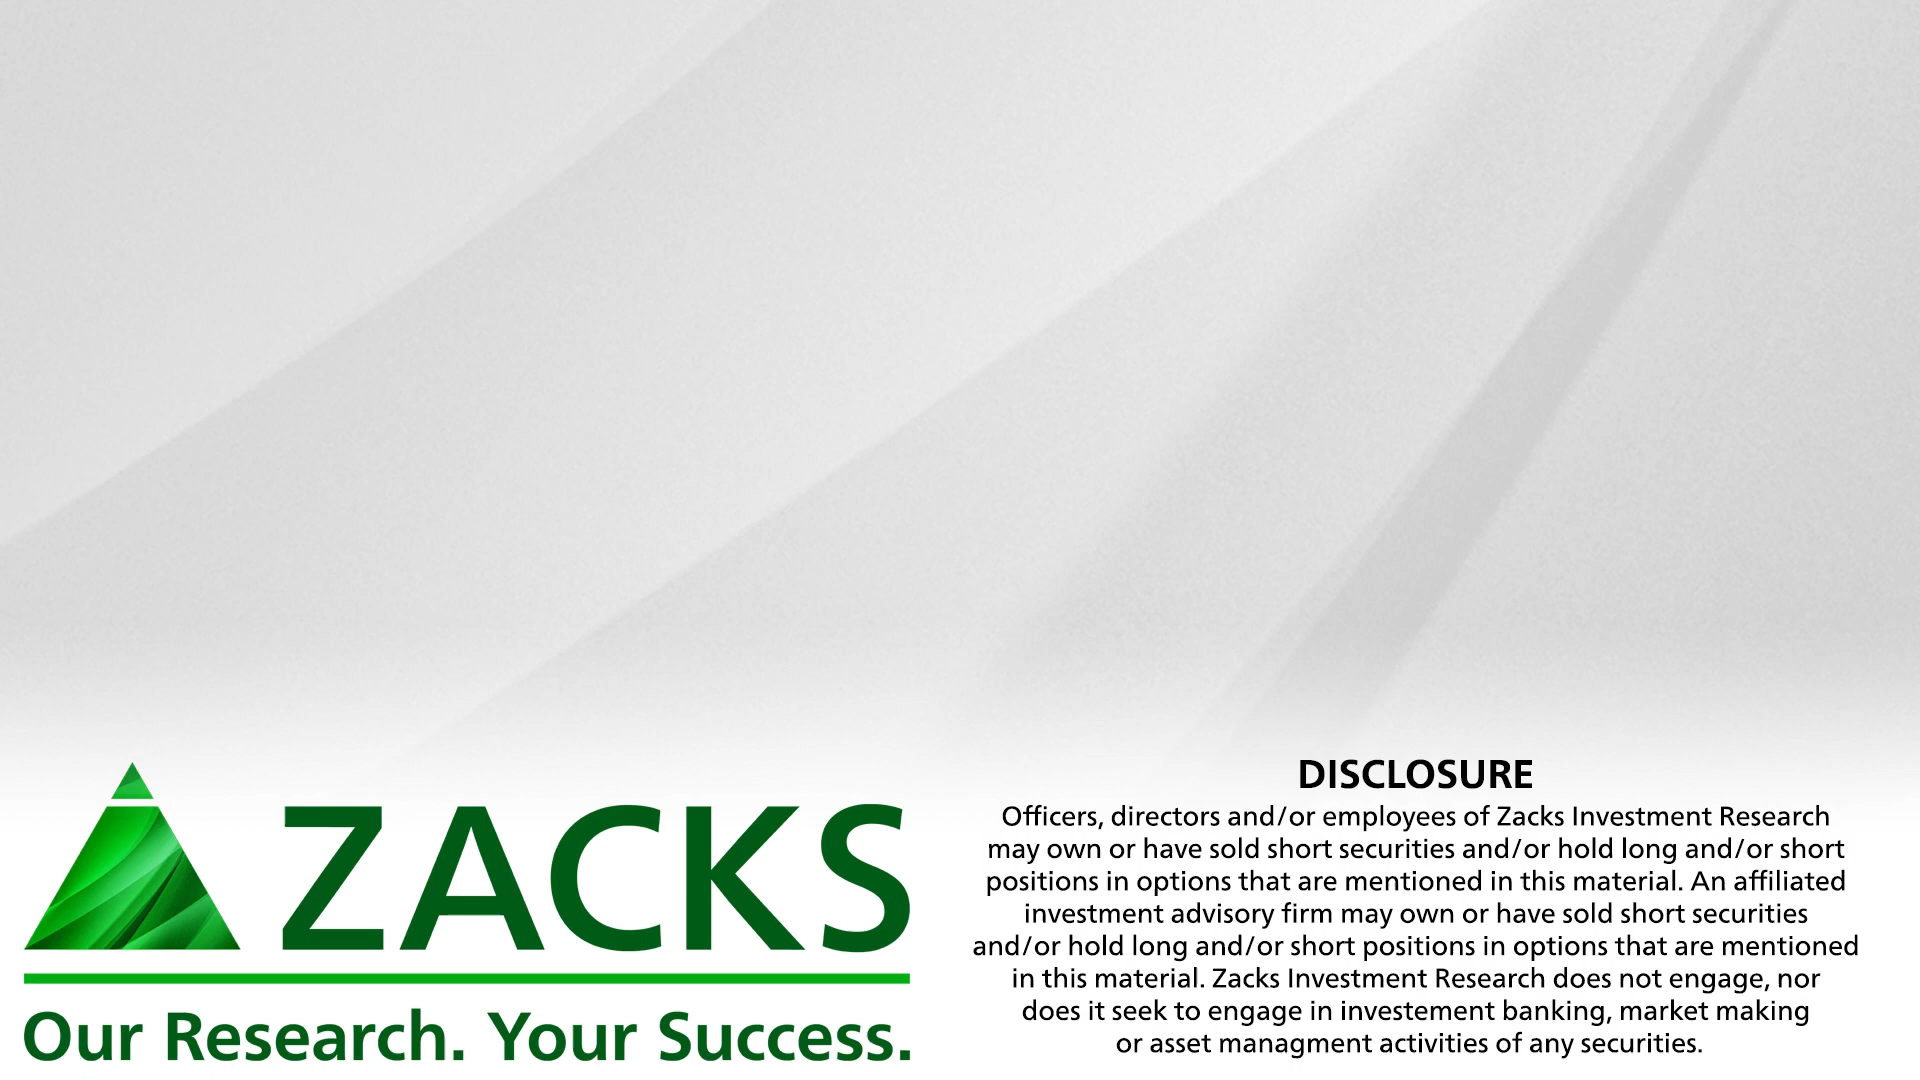 ZACKS
Our Research. Your Success.
DISCLOSURE
Officers, directors and/or employees of Zacks Investment Research
may own or have sold short securities and/or hold long and/or short
positions in options that are mentioned in this material. An affiliated
investment advisory firm may own or have sold short securities
and/or hold long and/or short positions in options that are mentioned
in this material. Zacks Investment Research does not engage, nor
does it seek to engage in investement banking, market making
or asset managment activities of any securities.